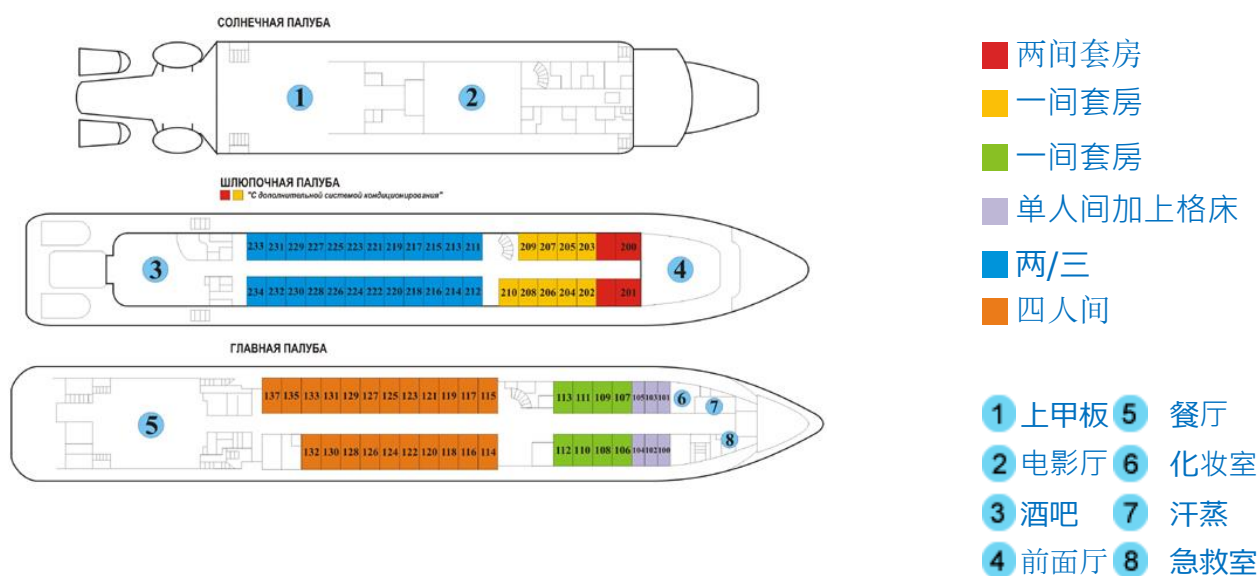 СОЛНЕЧНАЯ ПАЛУБА
1
2
ШЛЮПОЧНАЯ ПАЛУБА
"С дополнительной системой кондиционирования"
233 231 229 227 225 223 221 219 217 215 213 211
209 207 205 203 200
3
4
234 232 230 228 226 224 222 220 218 216 214 212
210 208 206 204 202 201
ГЛАВНАЯ ПАЛУБА
137 135 133 131 129 127 125 123 121 119 117 115
113 111 109 107 105 103 101
6
7
5
8
132 130 128 126 124 122 120 118 116 114
112 110 108 106 104 102 100
两间套房
一间套房
一间套房
单人间加上格床
两/三
四人间
1 上甲板 5 餐厅
2 电影厅 6 化妆室
3 酒吧 7 汗蒸
4 前面厅 8 急救室